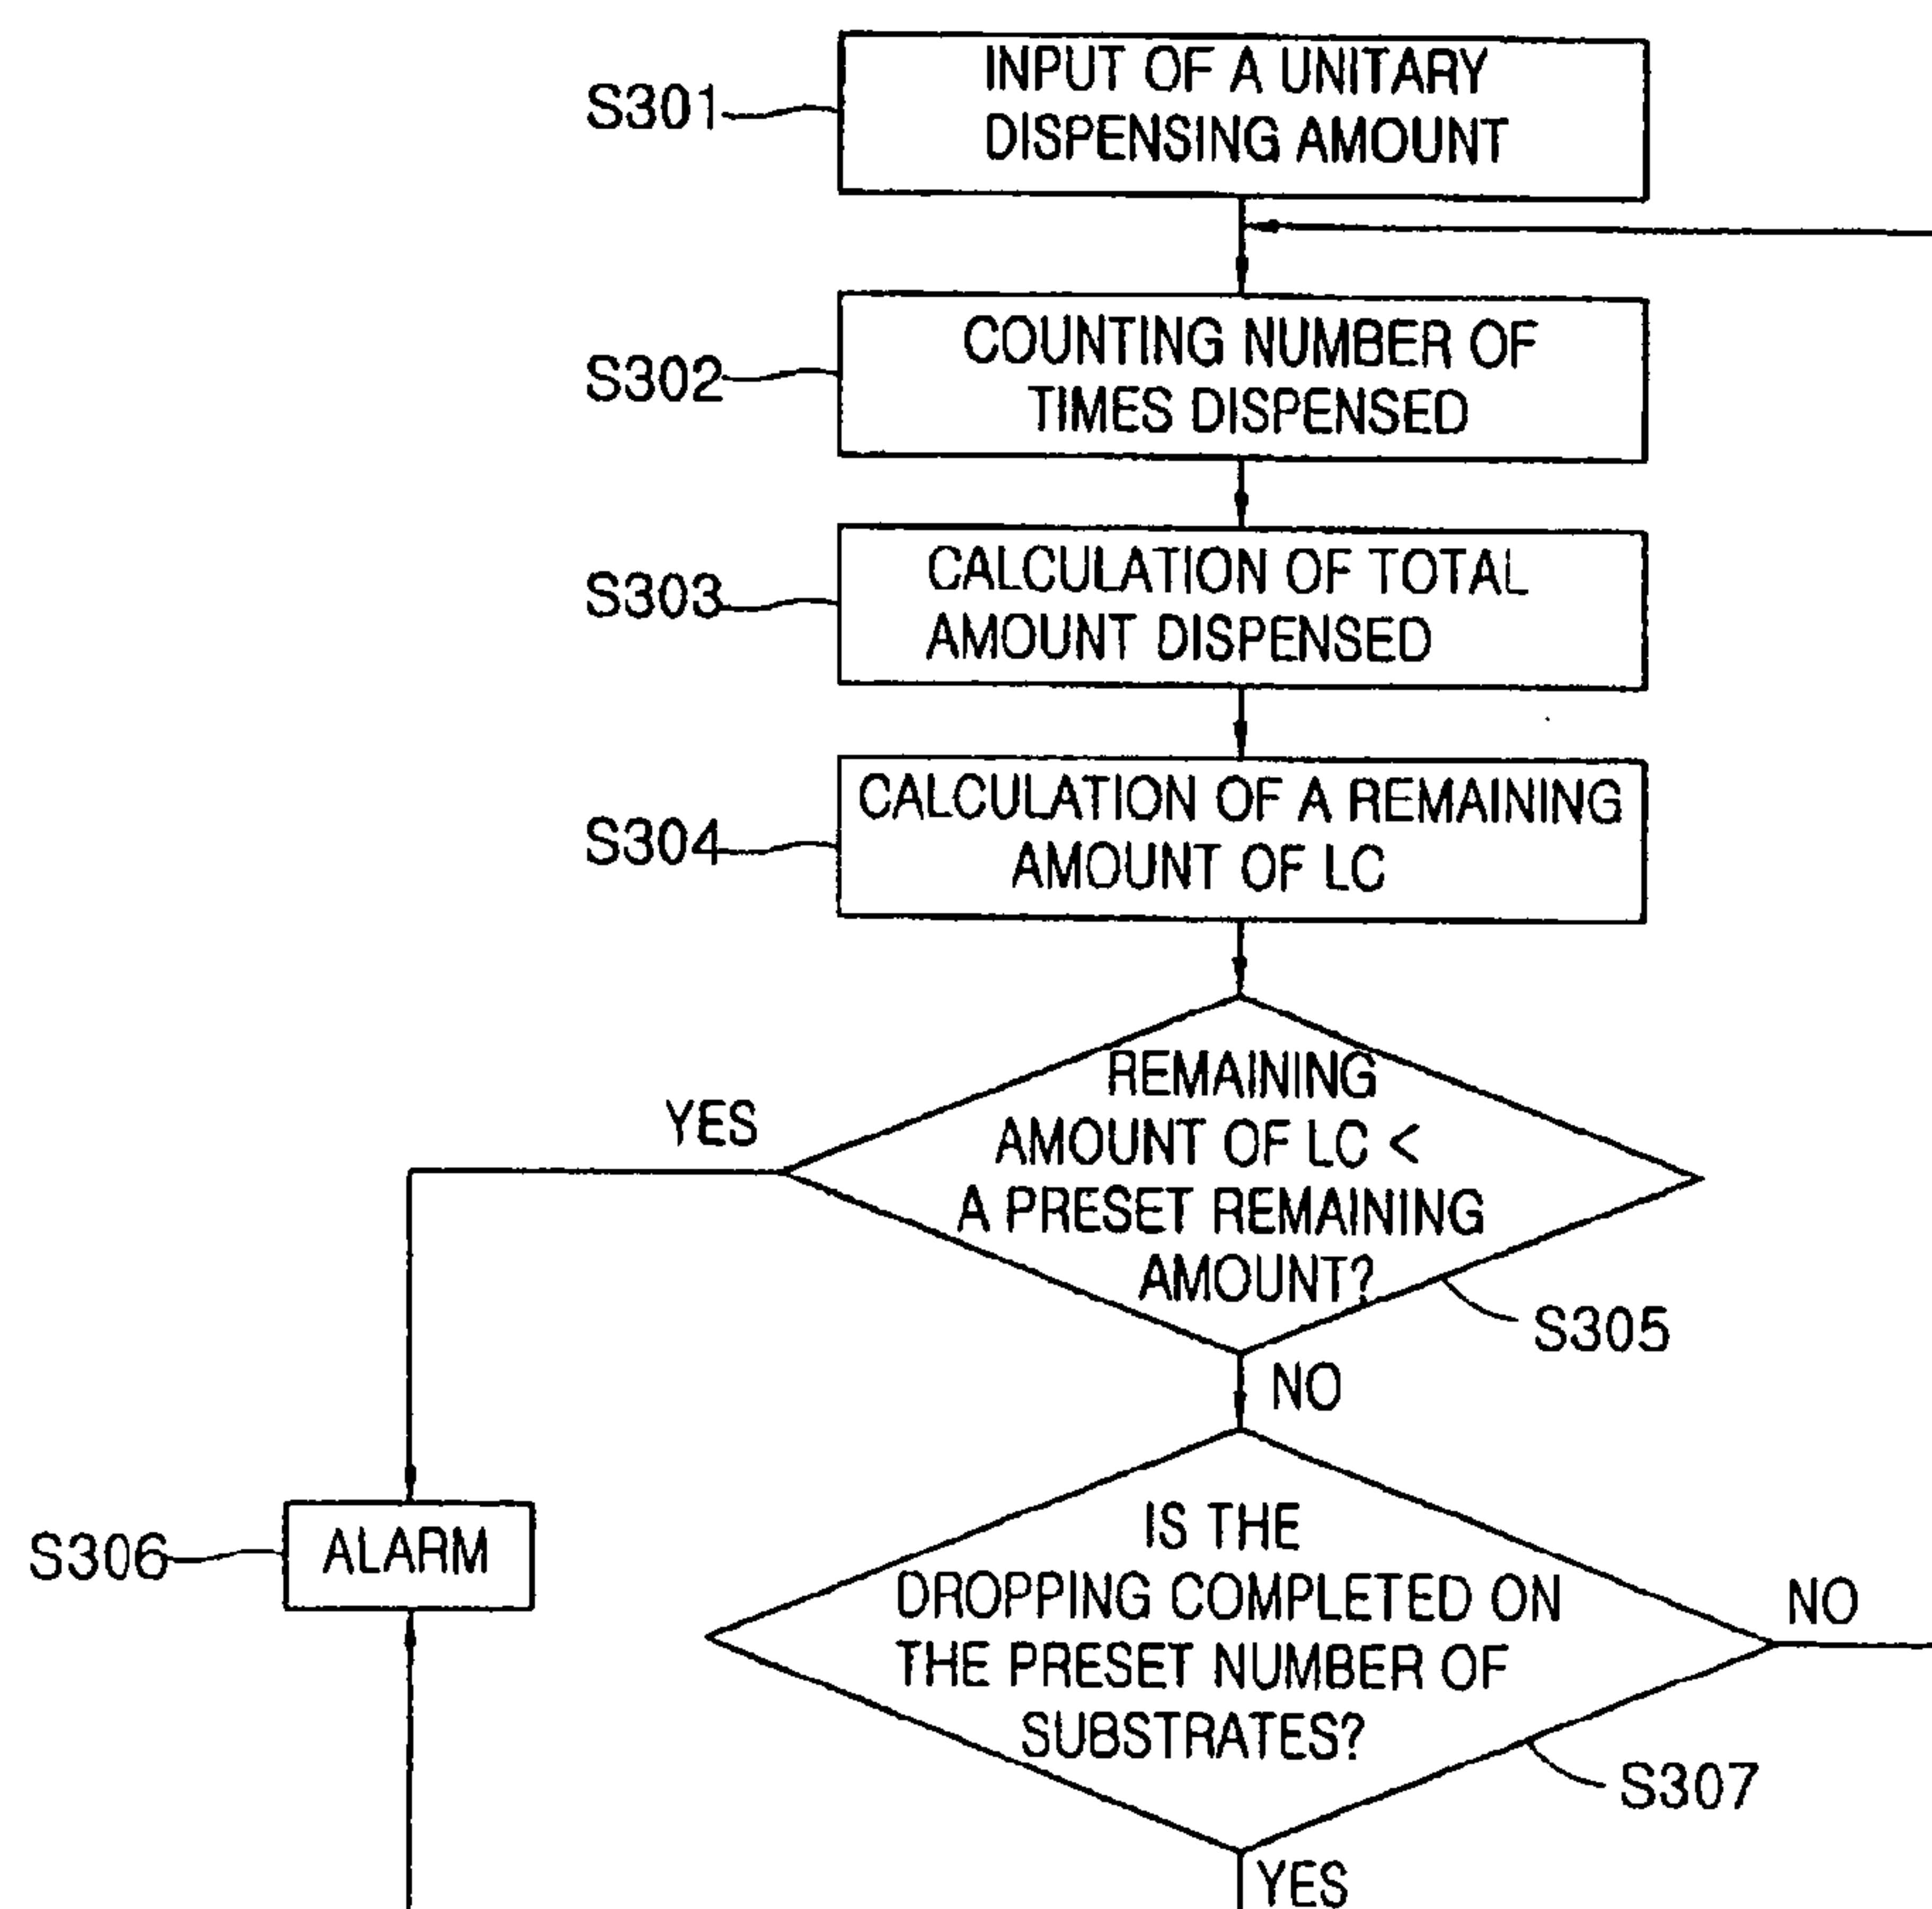 S301
INPUT OF A UNITARY
DISPENSING AMOUNT
S302
COUNTING NUMBER OF
TIMES DISPENSED
S303
CALCULATION OF TOTAL
AMOUNT DISPENSED
S304
CALCULATION OF A REMAINING
AMOUNT OF LC
REMAINING
AMOUNT OF LC <
A PRESET REMAINING
AMOUNT?
YES
S305
NO
S306
ALARM
IS THE
DROPPING COMPLETED ON
THE PRESET NUMBER OF
SUBSTRATES?
NO
S307
YES